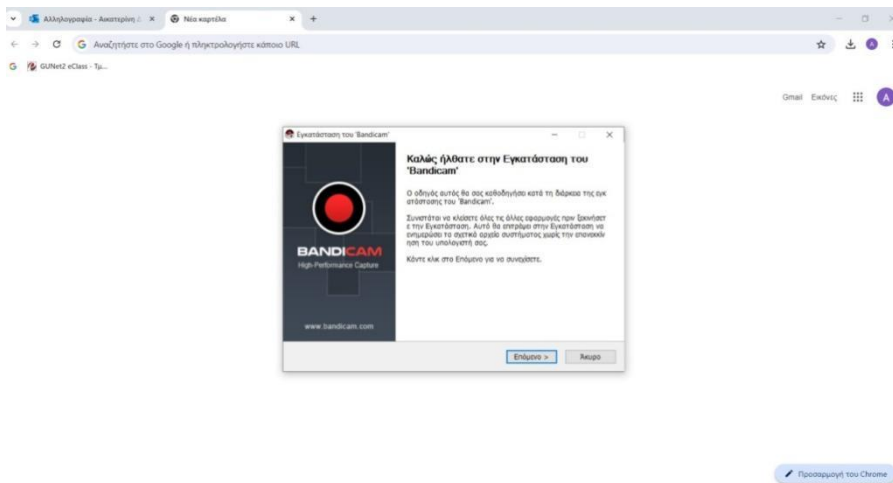 Αλληλογραφία - Αικατερίνη
Νέα καρτέλα
Αναζητήστε στο Google ή πληκτρολογήστε κάποιο URL
GUNet2 eClass - Τμ...
Gmail Εικόνες
A
Εγκατάσταση του 'Bandicam'
Καλώς ήλθατε στην Εγκατάσταση του
'Bandicam'
Ο οδηγός αυτός θα σας καθοδηγήσει κατά τη διάρκεια της εγκ
ατάστασης του 'Bandicam'.
Συνιστάται να κλείσετε όλες τις άλλες εφαρμογές πριν ξεκινήσετ
ε την Εγκατάσταση. Αυτό θα επιτρέψει στην Εγκατάσταση να
ενημερώσει τα σχετικά αρχεία συστήματος χωρίς την επανεκκίν
ηση του υπολογιστή σας.
Κάντε κλικ στο Επόμενο για να συνεχίσετε.
BANDICAM
High-Performance Capture
www.bandicam.com
Επόμενο >
Άκυρο
Προσαρμογή του Chrome